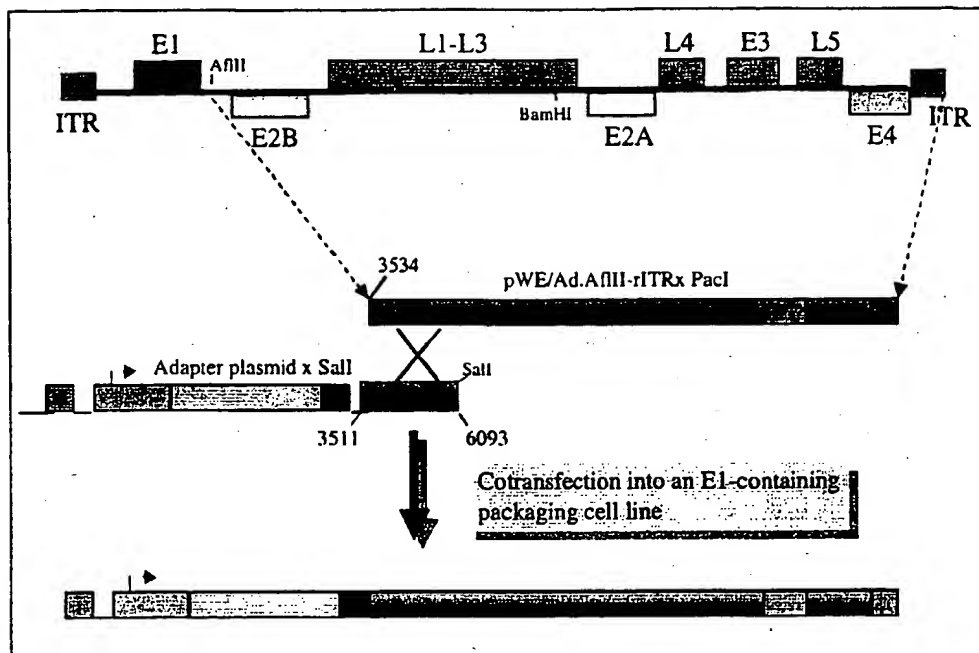 E1
AflII
L1-L3
L4
E3
L5
ITR
E2B
BamHI
E2A
E4
ITR
3534
pWE/Ad.AflII-rITRx PacI
Adapter plasmid x SalI
SalI
3511
6093
Cotransfection into an E1-containing
packaging cell line